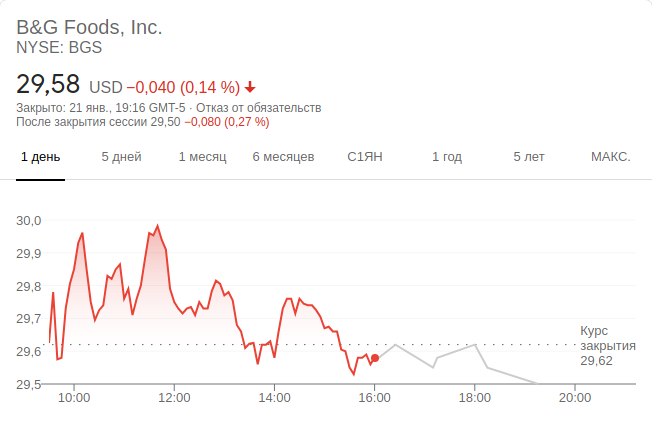 B&G Foods, Inc.
NYSE: BGS
29,58 USD −0,040 (0,14 %)
Закрыто: 21 янв., 19:16 GMT-5 · Отказ от обязательств
После закрытия сессии 29,50 −0,080 (0,27 %)
1 день 5 дней 1 месяц 6 месяцев С1ЯН 1 год 5 лет МАКС.
30,0
29,9
29,8
29,7
29,6
29,5
Курс
закрытия
29,62
10:00 12:00 14:00 16:00 18:00 20:00